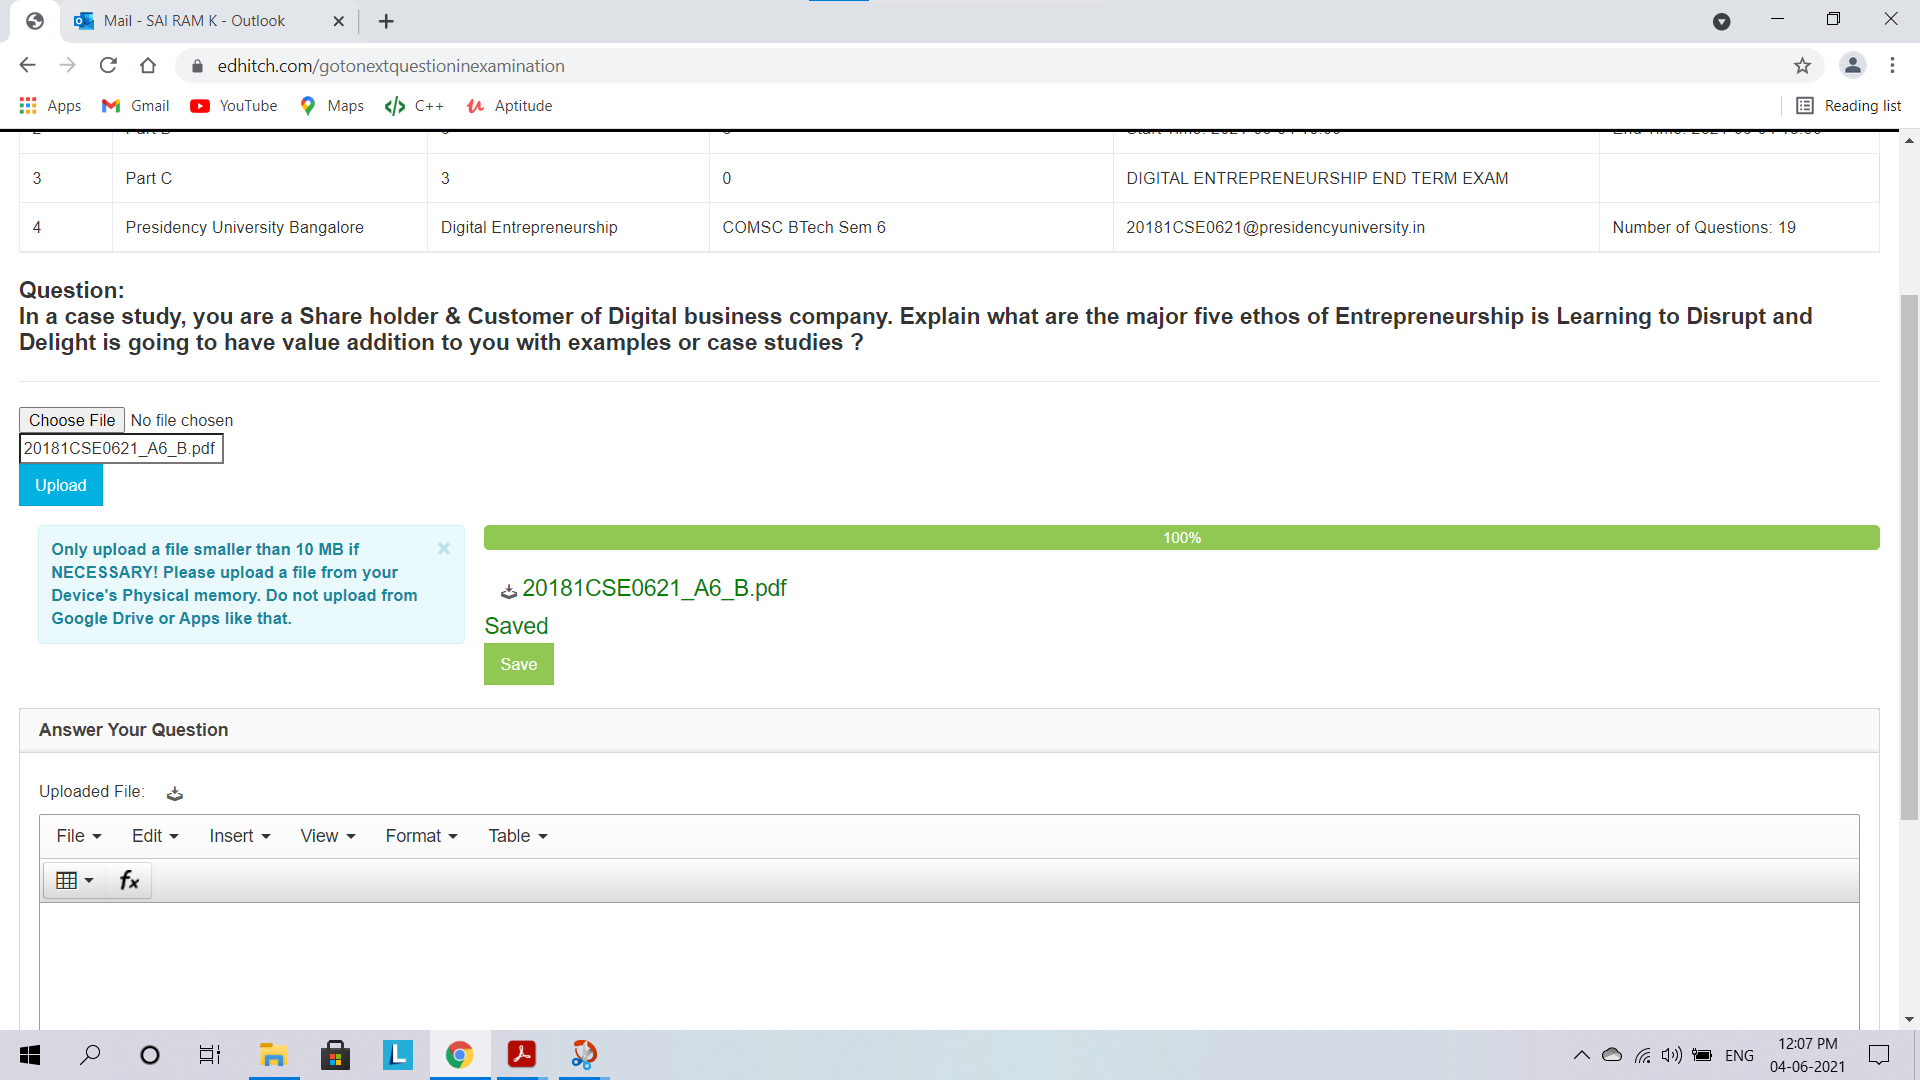 Mail - SAI RAM K - Outlook
edhitch.com/gotonextquestioninexamination
Apps Gmail YouTube Maps C++ Aptitude Reading list
3 Part C 3 0 DIGITAL ENTREPRENEURSHIP END TERM EXAM
4 Presidency University Bangalore Digital Entrepreneurship COMSC BTech Sem 6 20181CSE0621@presidencyuniversity.in Number of Questions: 19
Question:
In a case study, you are a Share holder & Customer of Digital business company. Explain what are the major five ethos of Entrepreneurship is Learning to Disrupt and
Delight is going to have value addition to you with examples or case studies ?
Choose File No file chosen
20181CSE0621_A6_B.pdf
Upload
Only upload a file smaller than 10 MB if
NECESSARY! Please upload a file from your
Device's Physical memory. Do not upload from
Google Drive or Apps like that.
×
100%
20181CSE0621_A6_B.pdf
Saved
Save
Answer Your Question
Uploaded File:
File Edit Insert View Format Table
fx
ENG
12:07 PM
04-06-2021